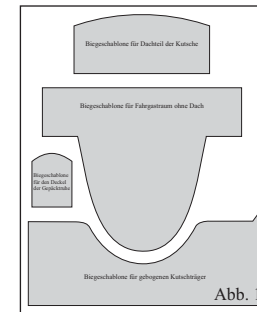 Biegeschablone für Dachteil der Kutsche
Biegeschablone für Fahrgastraum ohne Dach
Biegeschablone
für den Deckel
der Gepäcktruhe
Biegeschablone für gebogenen Kutschträger
Abb. 1